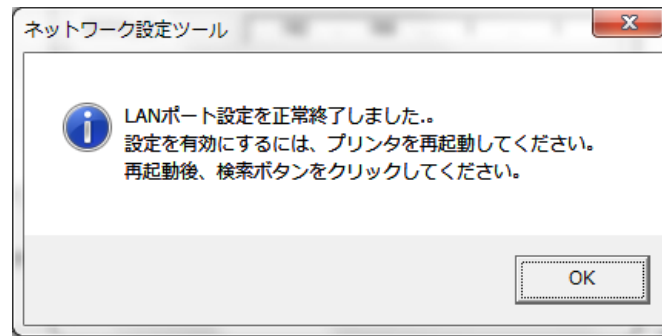 ネットワーク設定ツール
LANポート設定を正常終了しました.。
設定を有効にするには、プリンタを再起動してください。
再起動後、検索ボタンをクリックしてください。
OK